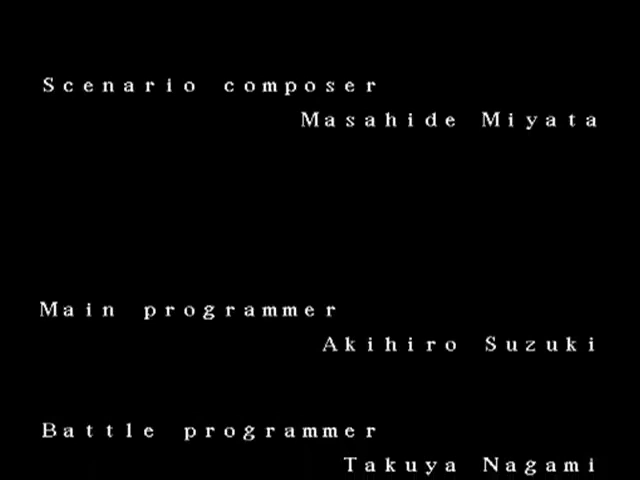 Scenario composer
Masahide Miyata
Main programmer
Akihiro Suzuki
Battle programmer
Takuya Nagami